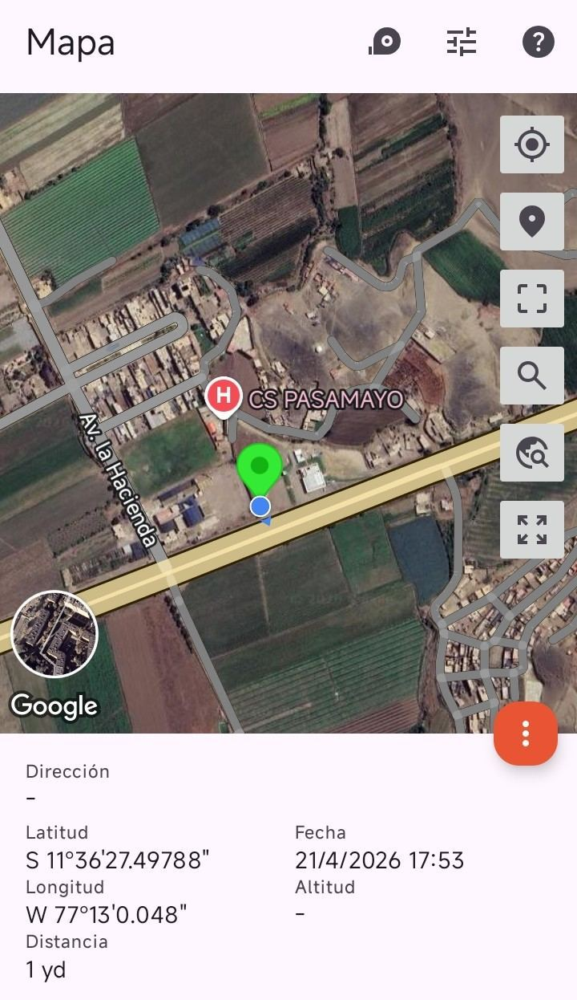 Mapa
H CS PASAMAYO
Av. la Hacienda
Google
Dirección
-
Latitud
S 11°36'27.49788"
Fecha
21/4/2026 17:53
Longitud
W 77°13'0.048"
Altitud
-
Distancia
1 yd